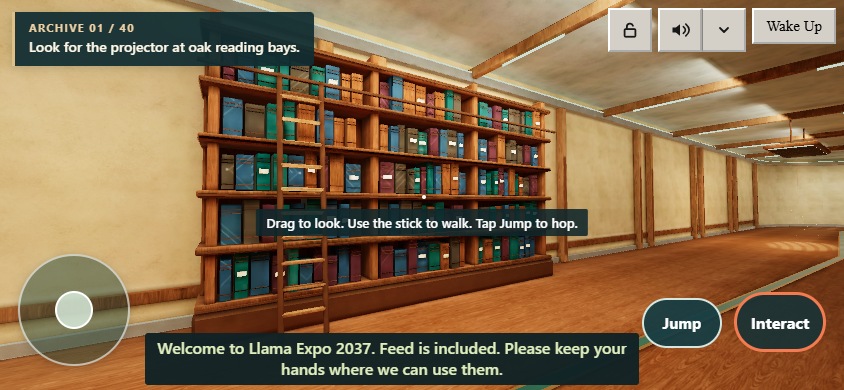 ARCHIVE 01 / 40
Look for the projector at oak reading bays.
Wake Up
Drag to look. Use the stick to walk. Tap Jump to hop.
Jump
Interact
Welcome to Llama Expo 2037. Feed is included. Please keep your
hands where we can use them.